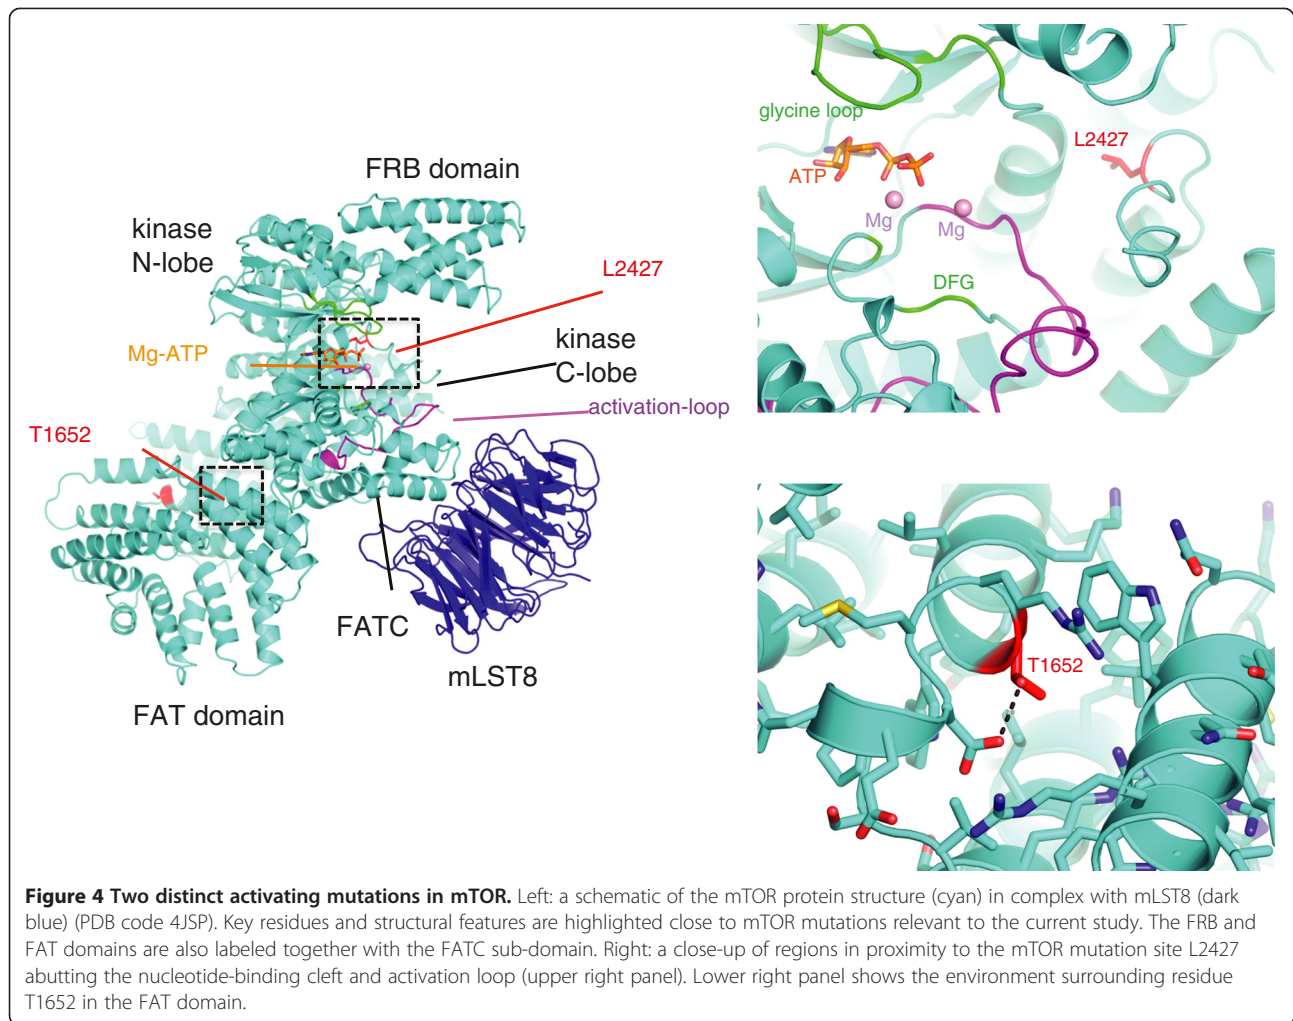 FRB domain
kinase
N-lobe
L2427
Mg-ATP
kinase
C-lobe
activation-loop
T1652
FATC
mLST8
FAT domain
glycine loop
L2427
ATP
Mg
Mg
DFG
T1652
Figure 4 Two distinct activating mutations in mTOR. Left: a schematic of the mTOR protein structure (cyan) in complex with mLST8 (dark
blue) (PDB code 4JSP). Key residues and structural features are highlighted close to mTOR mutations relevant to the current study. The FRB and
FAT domains are also labeled together with the FATC sub-domain. Right: a close-up of regions in proximity to the mTOR mutation site L2427
abutting the nucleotide-binding cleft and activation loop (upper right panel). Lower right panel shows the environment surrounding residue
T1652 in the FAT domain.